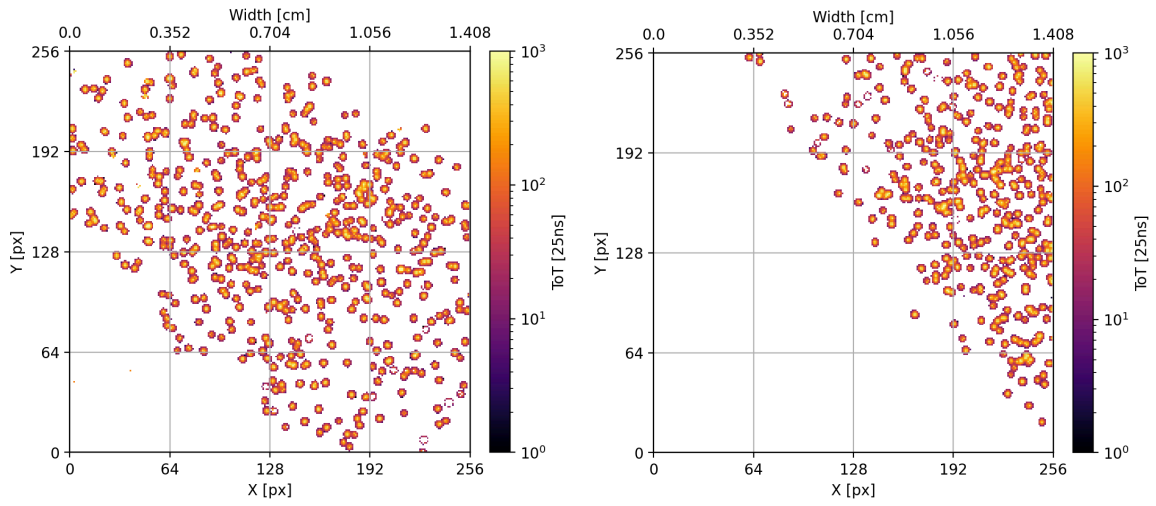 Width [cm]
0.0 0.352 0.704 1.056 1.408
256
192
128
64
0
Y [px]
0 64 128 192 256
X [px]
10³
10²
10¹
10⁰
ToT [25ns]
Width [cm]
0.0 0.352 0.704 1.056 1.408
256
192
128
64
0
Y [px]
0 64 128 192 256
X [px]
10³
10²
10¹
10⁰
ToT [25ns]